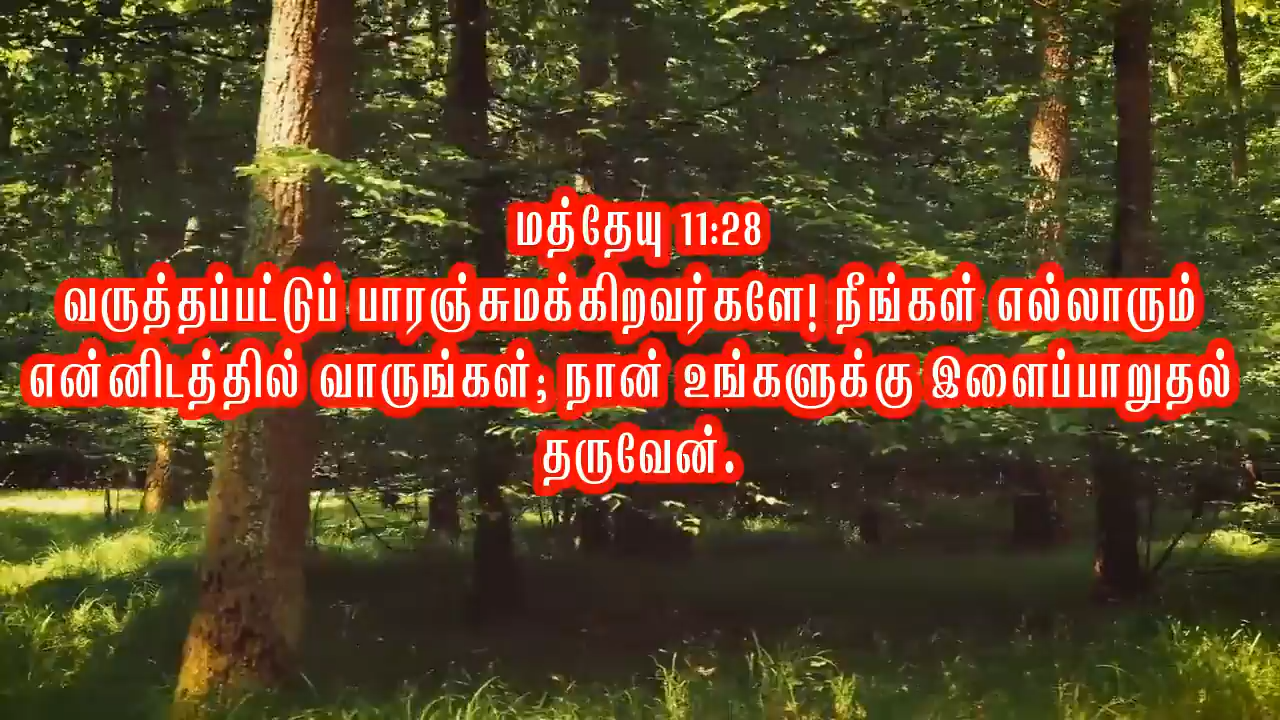 மத்தேயு 11:28
வருத்தப்பட்டுப் பாரஞ்சுமக்கிறவர்களே! நீங்கள் எல்லாரும்
என்னிடத்தில் வாருங்கள்; நான் உங்களுக்கு இளைப்பாறுதல்
தருவேன்.